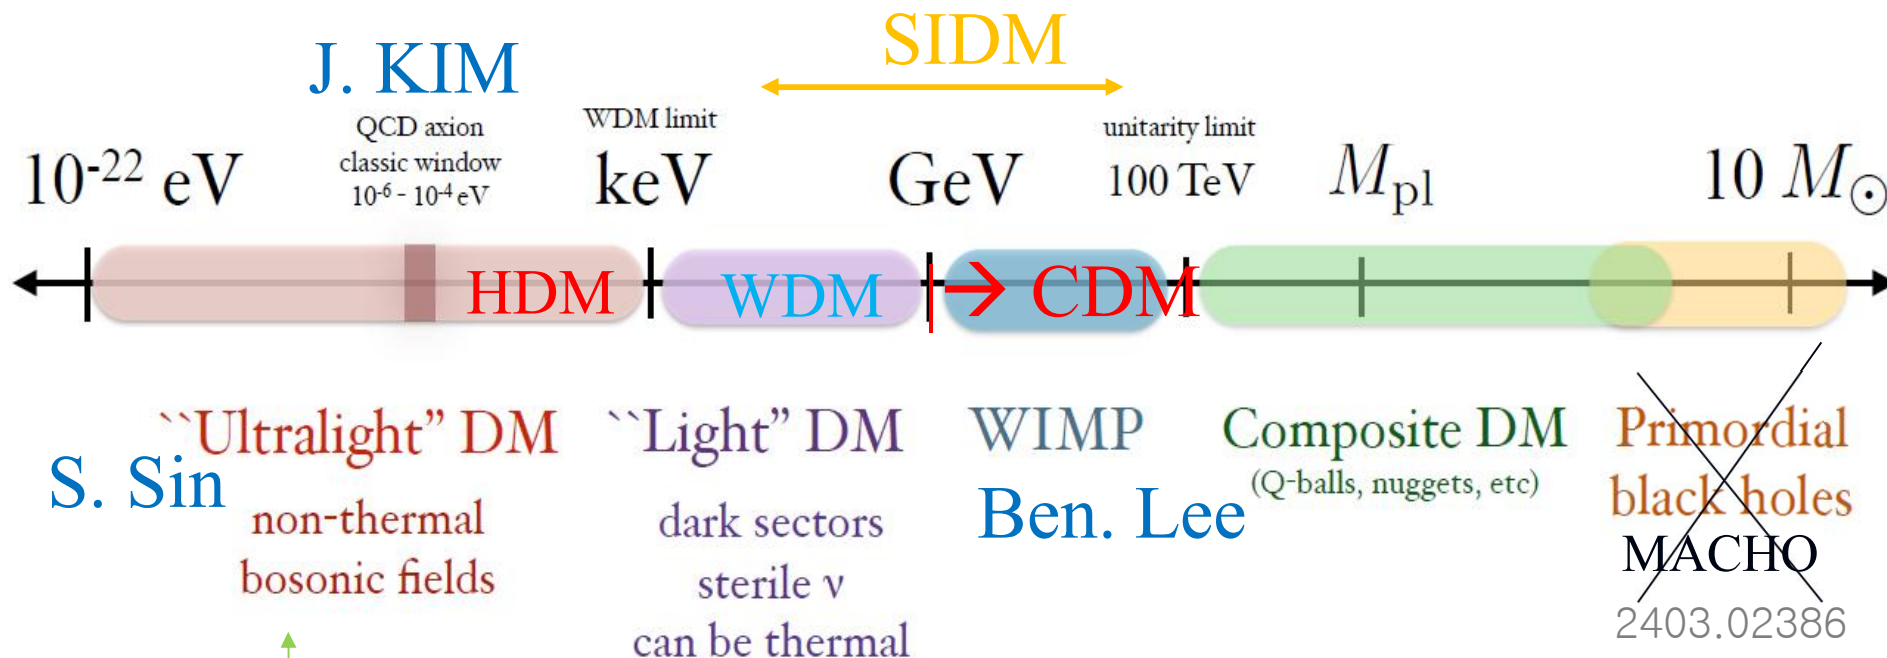 SIDM
J. KIM
QCD axion
classic window
10⁻⁶ - 10⁻⁴ eV
WDM limit
unitarity limit
10⁻²² eV
keV
GeV
100 TeV
Mₚₗ
10 M☉
HDM
WDM
→ CDM
``Ultralight” DM
``Light” DM
WIMP
Composite DM
(Q-balls, nuggets, etc)
Primordial
black holes
MACHO
2403.02386
S. Sin
non-thermal
bosonic fields
dark sectors
sterile ν
can be thermal
Ben. Lee